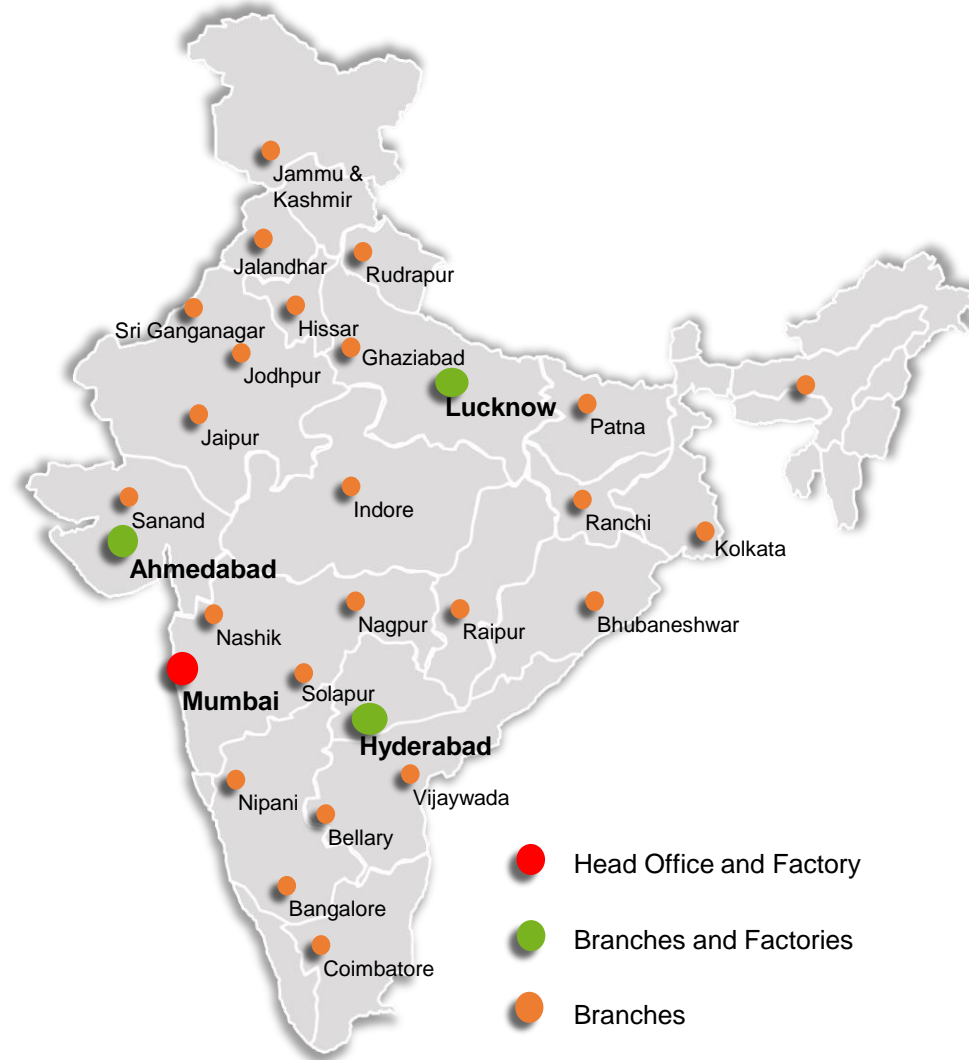 Jammu &
Kashmir
Jalandhar
Rudrapur
Sri Ganganagar
Hissar
Ghaziabad
Jodhpur
Lucknow
Jaipur
Patna
Indore
Sanand
Ranchi
Kolkata
Ahmedabad
Nashik
Nagpur
Raipur
Bhubaneshwar
Mumbai
Solapur
Hyderabad
Nipani
Vijaywada
Bellary
Bangalore
Coimbatore
Head Office and Factory
Branches and Factories
Branches